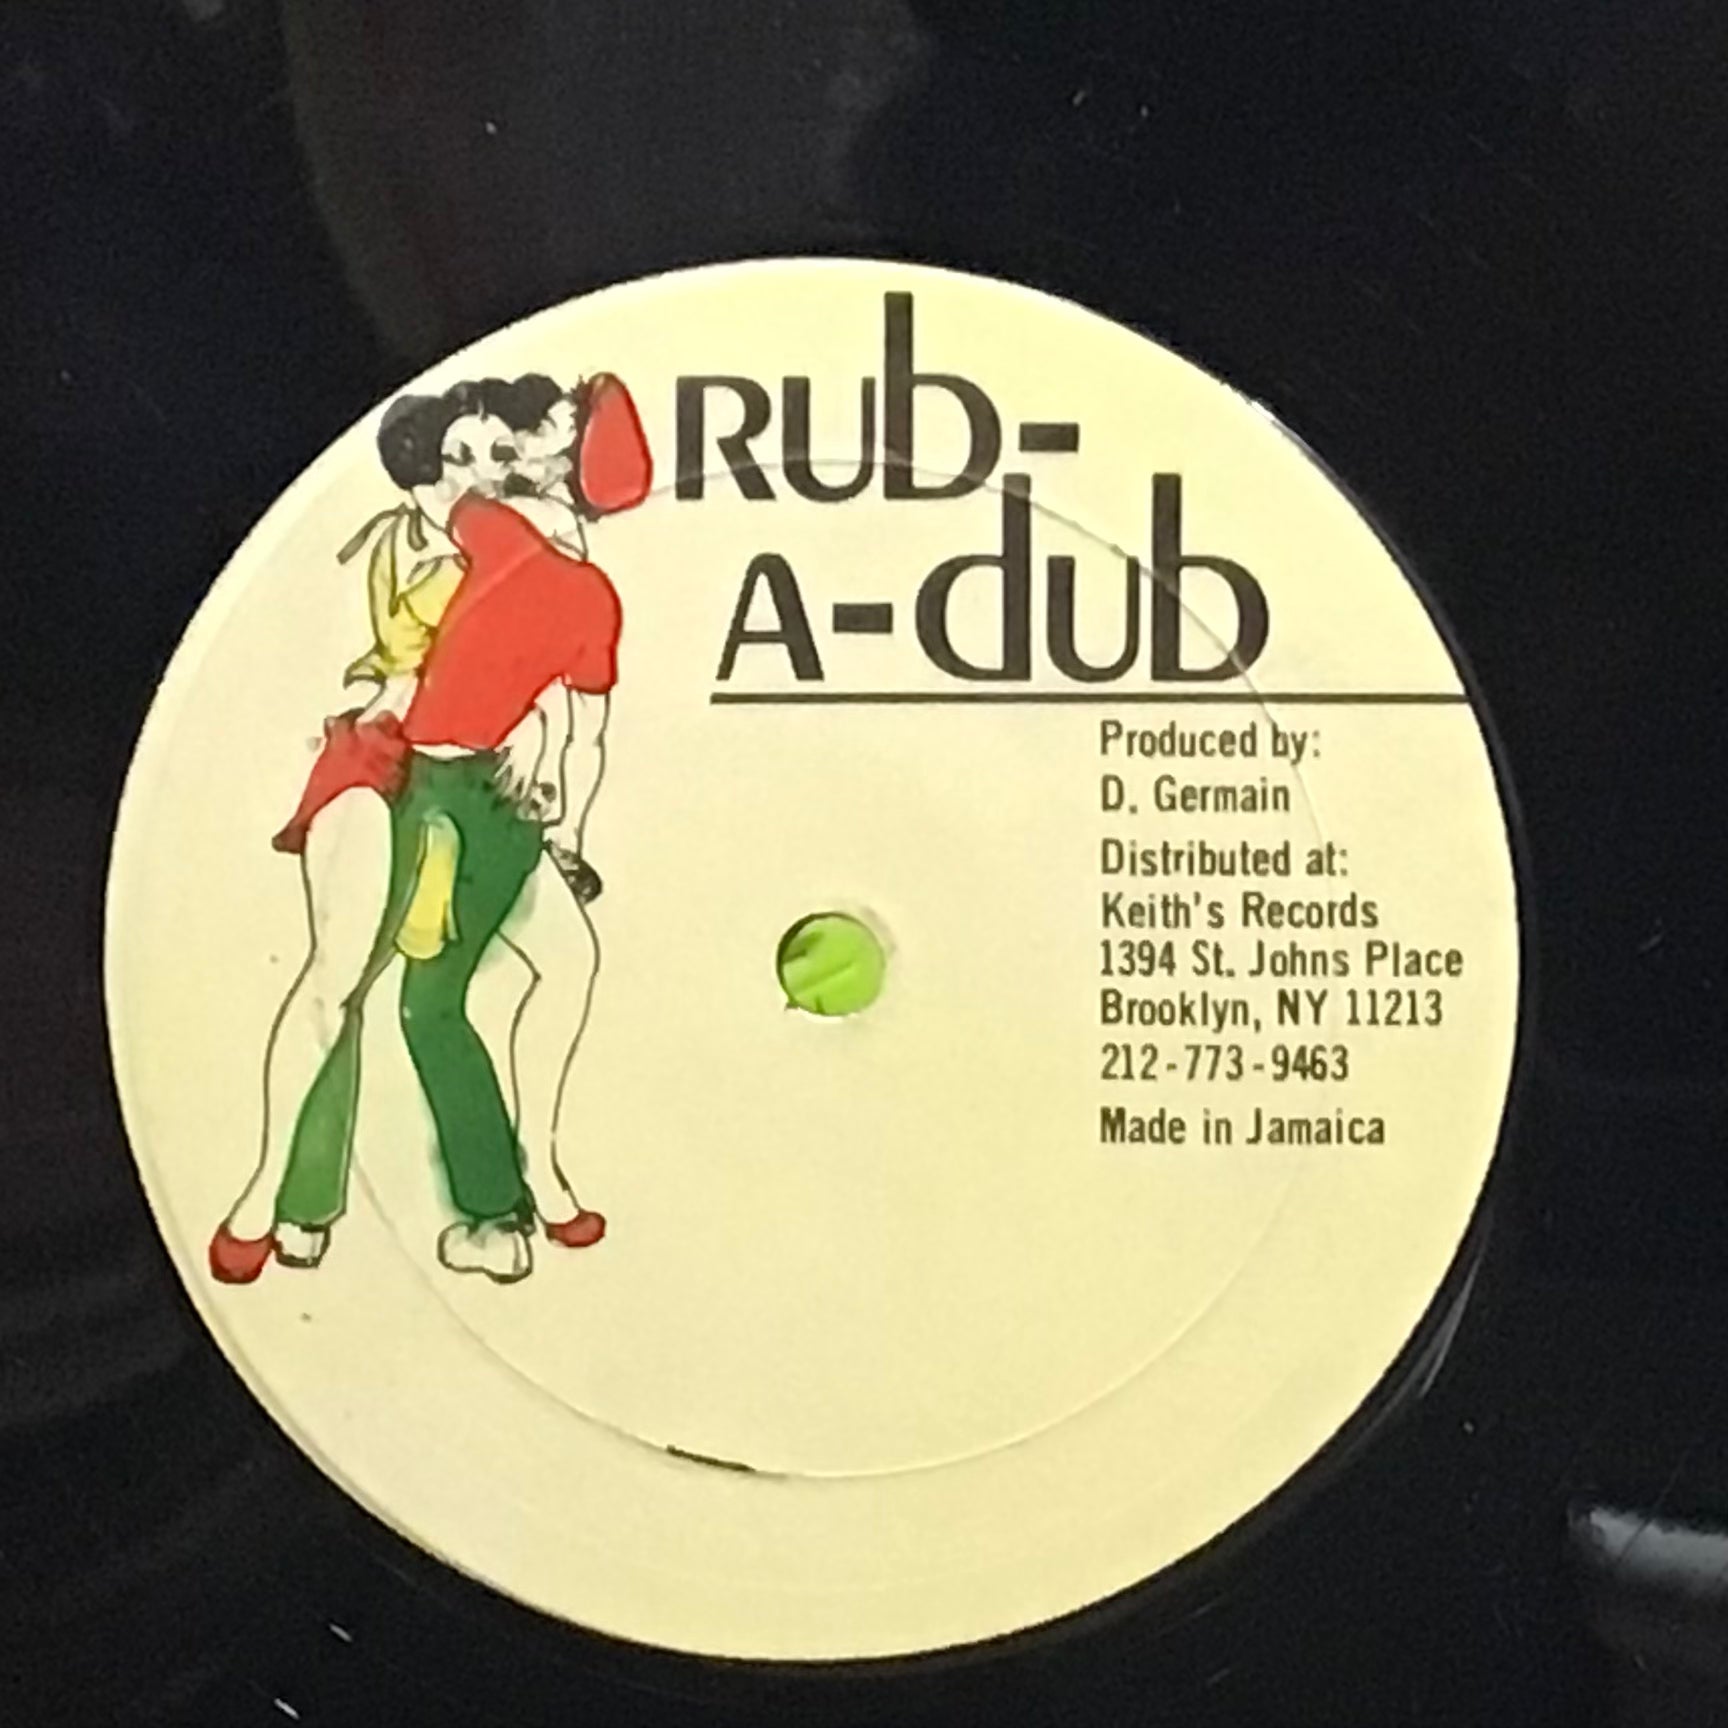 Rub-
A-dub
Produced by:
D. Germain
Distributed at:
Keith's Records
1394 St. Johns Place
Brooklyn, NY 11213
212-773-9463
Made in Jamaica